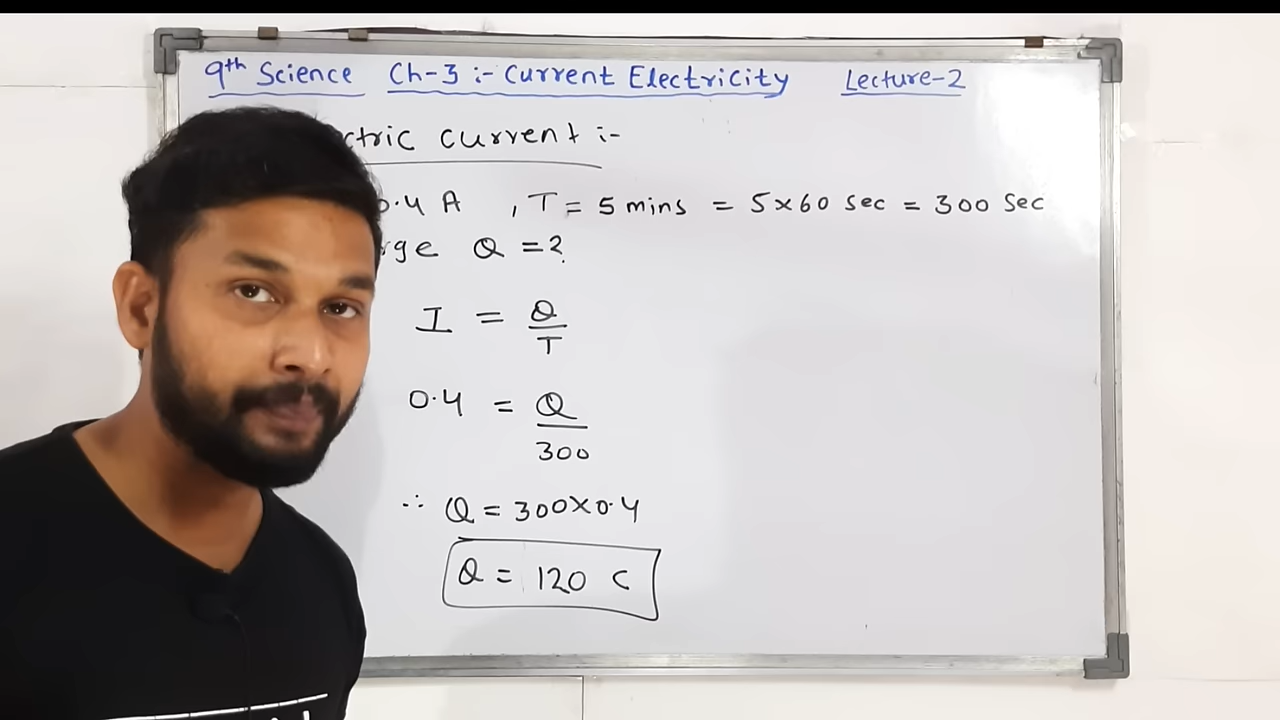 9th Science Ch-3 :- Current Electricity Lecture-2
ctric current :-
0.4 A , T = 5 mins = 5×60 sec = 300 Sec
rge Q = ?
I = Q/T
0.4 = Q/300
∴ Q = 300×0.4
Q = 120 C